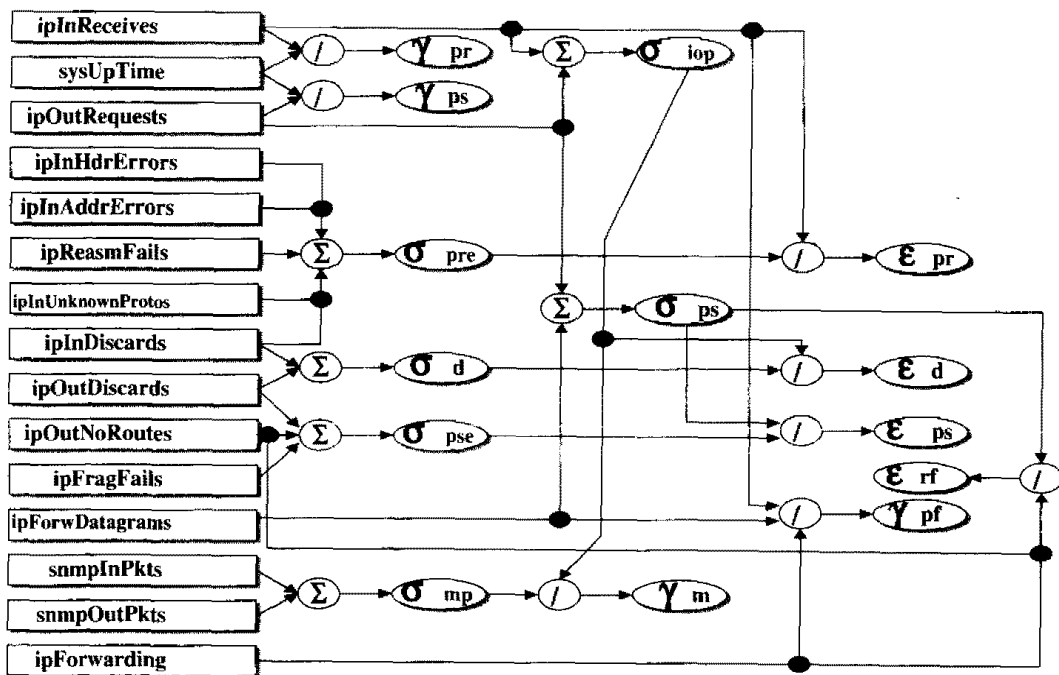 ipInReceives
sysUpTime
ipOutRequests
ipInHdrErrors
ipInAddrErrors
ipReasmFails
ipInUnknownProtos
ipInDiscards
ipOutDiscards
ipOutNoRoutes
ipFragFails
ipForwDatagrams
snmpInPkts
snmpOutPkts
ipForwarding
/ γ pr
/ γ ps
Σ σ iop
Σ σ pre
/ ε pr
Σ σ ps
Σ σ d
/ ε d
Σ σ pse
/ ε ps
ε rf /
/ γ pf
Σ σ mp
/ γ m